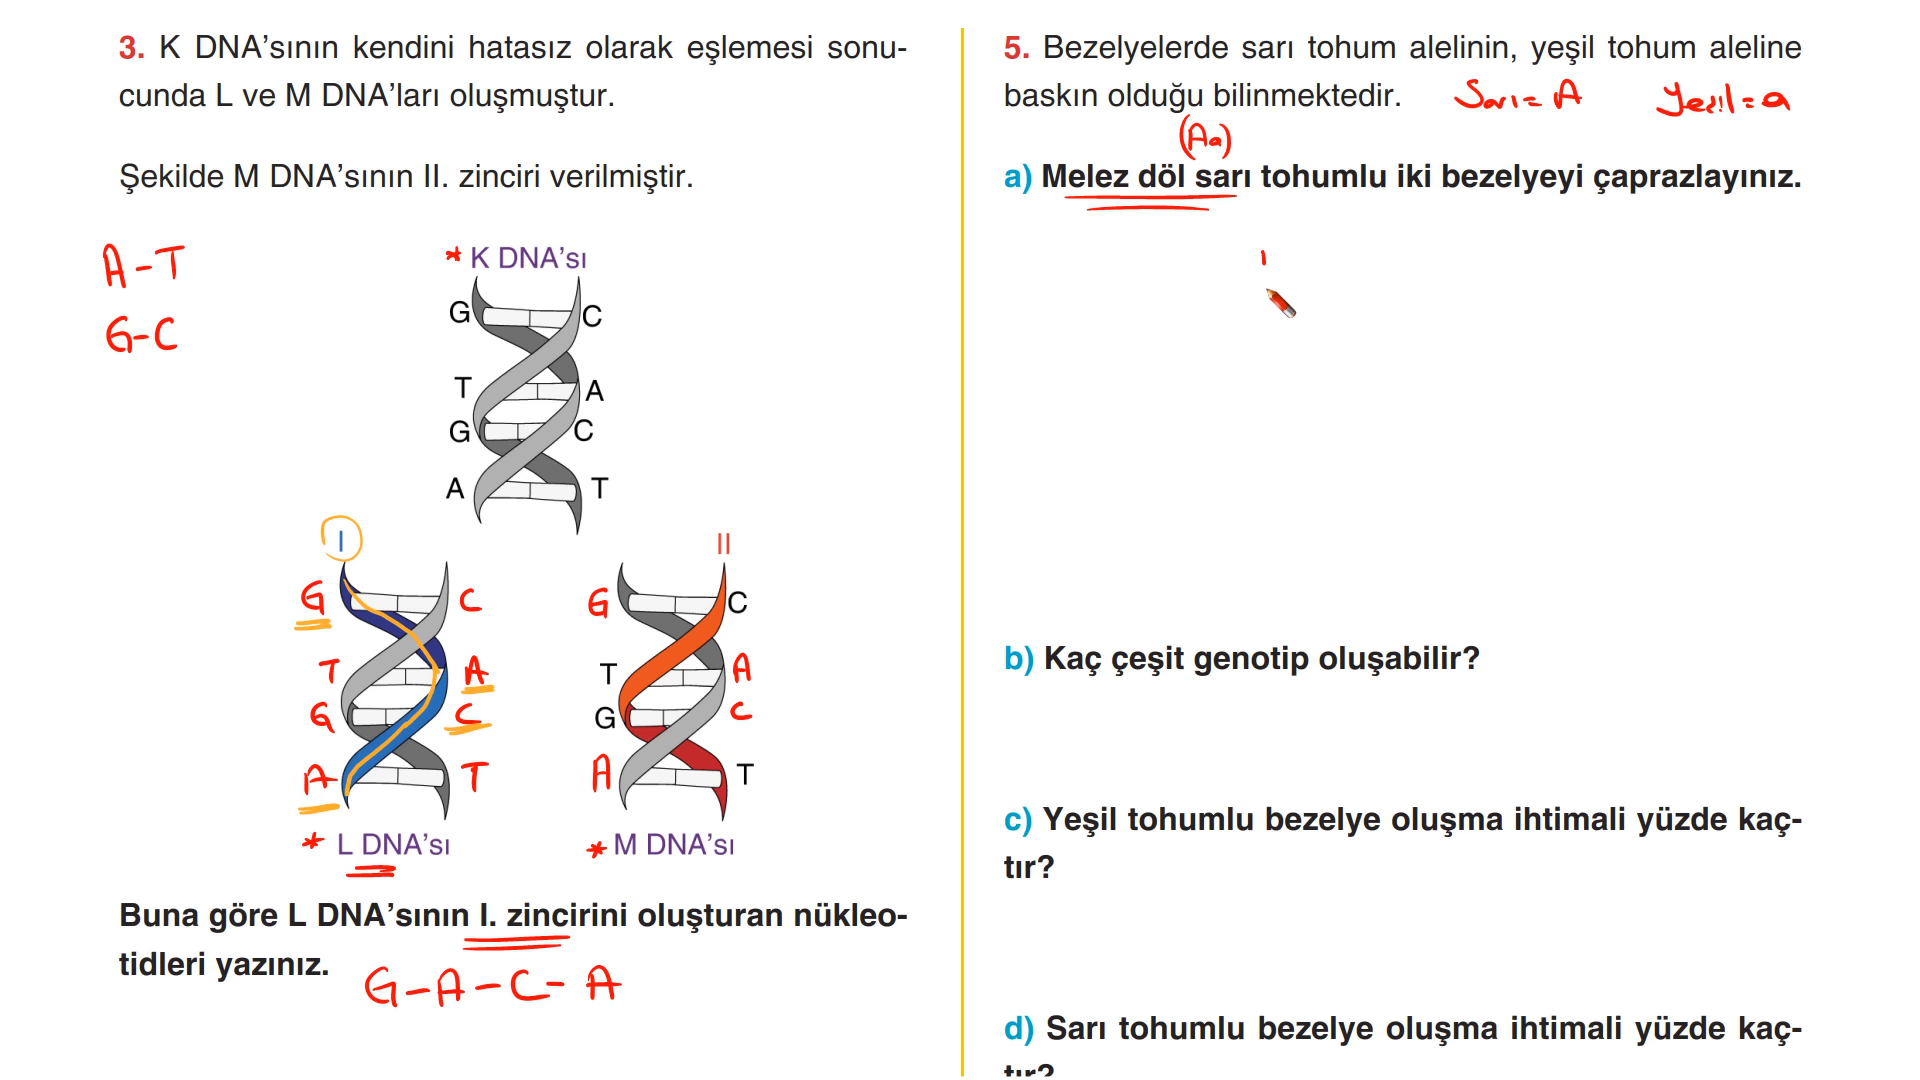 3. K DNA’sının kendini hatasız olarak eşlemesi sonu-
cunda L ve M DNA’ları oluşmuştur.
Şekilde M DNA’sının II. zinciri verilmiştir.
A-T
G-C
* K DNA’sı
G C
T A
G C
A T
I
G C
T A
G C
A T
* L DNA’sı
II
G C
T A
G C
A T
* M DNA’sı
Buna göre L DNA’sının I. zincirini oluşturan nükleo-
tidleri yazınız.
G-A-C-A
5. Bezelyelerde sarı tohum alelinin, yeşil tohum aleline
baskın olduğu bilinmektedir.
Sarı=A Yeşil=a
(Aa)
a) Melez döl sarı tohumlu iki bezelyeyi çaprazlayınız.
b) Kaç çeşit genotip oluşabilir?
c) Yeşil tohumlu bezelye oluşma ihtimali yüzde kaç-
tır?
d) Sarı tohumlu bezelye oluşma ihtimali yüzde kaç-
tır?